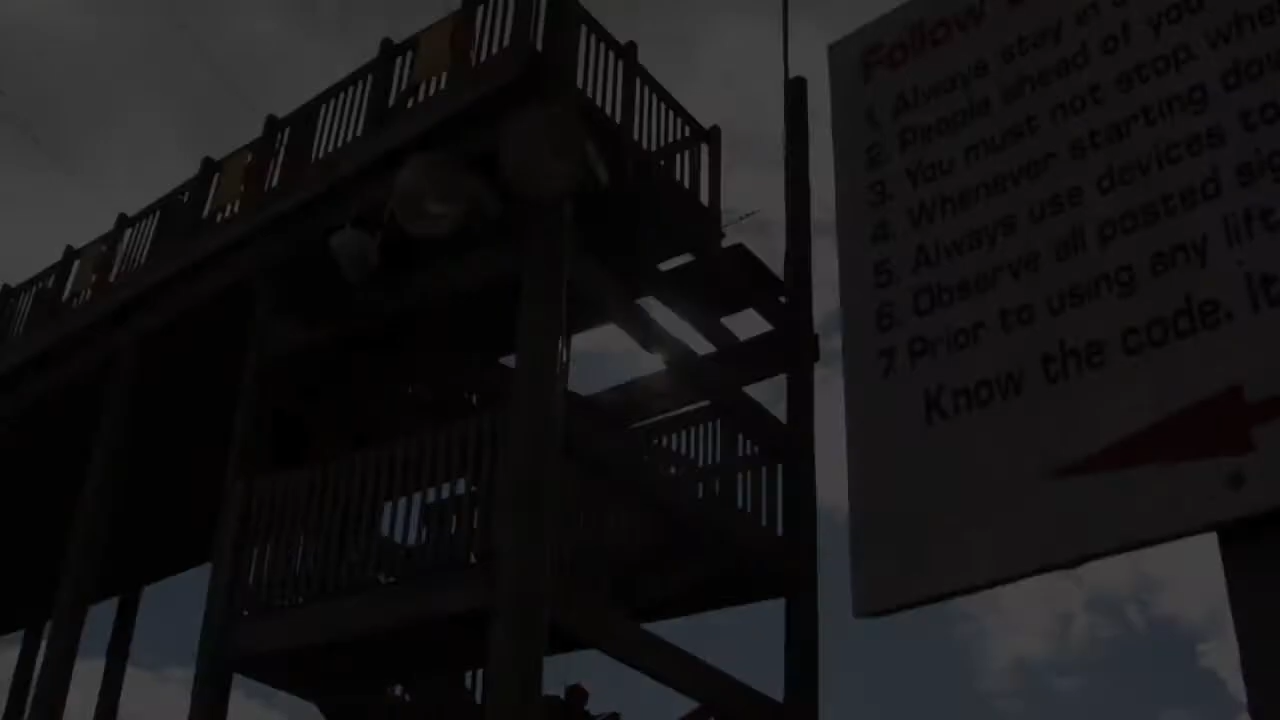 Follow
1 Always stay in
2. People ahead of you
3. You must not stop whe
4. Whenever starting dow
5. Always use devices to
6. Observe all posted sig
7 Prior to using any lift
Know the code. It